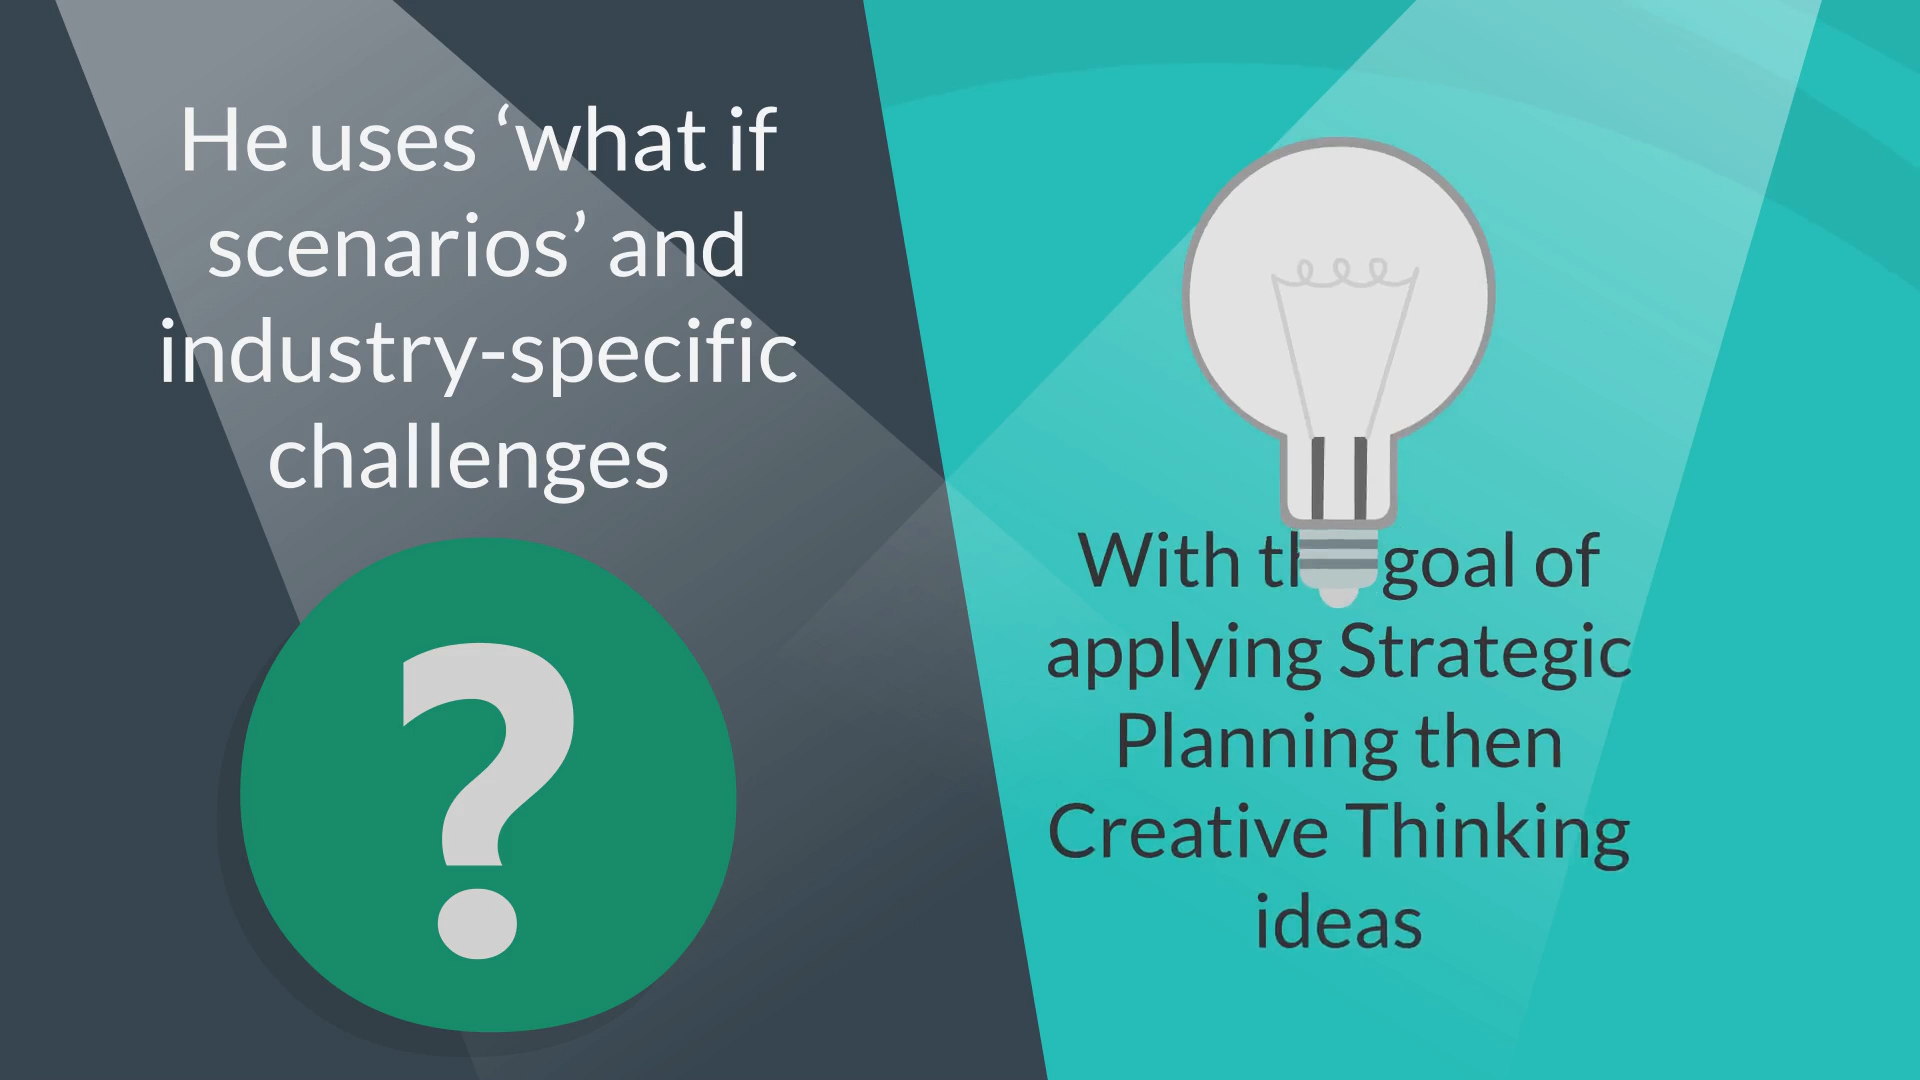 He uses ‘what if
scenarios’ and
industry-specific
challenges
?
With goal of
applying Strategic
Planning then
Creative Thinking
ideas